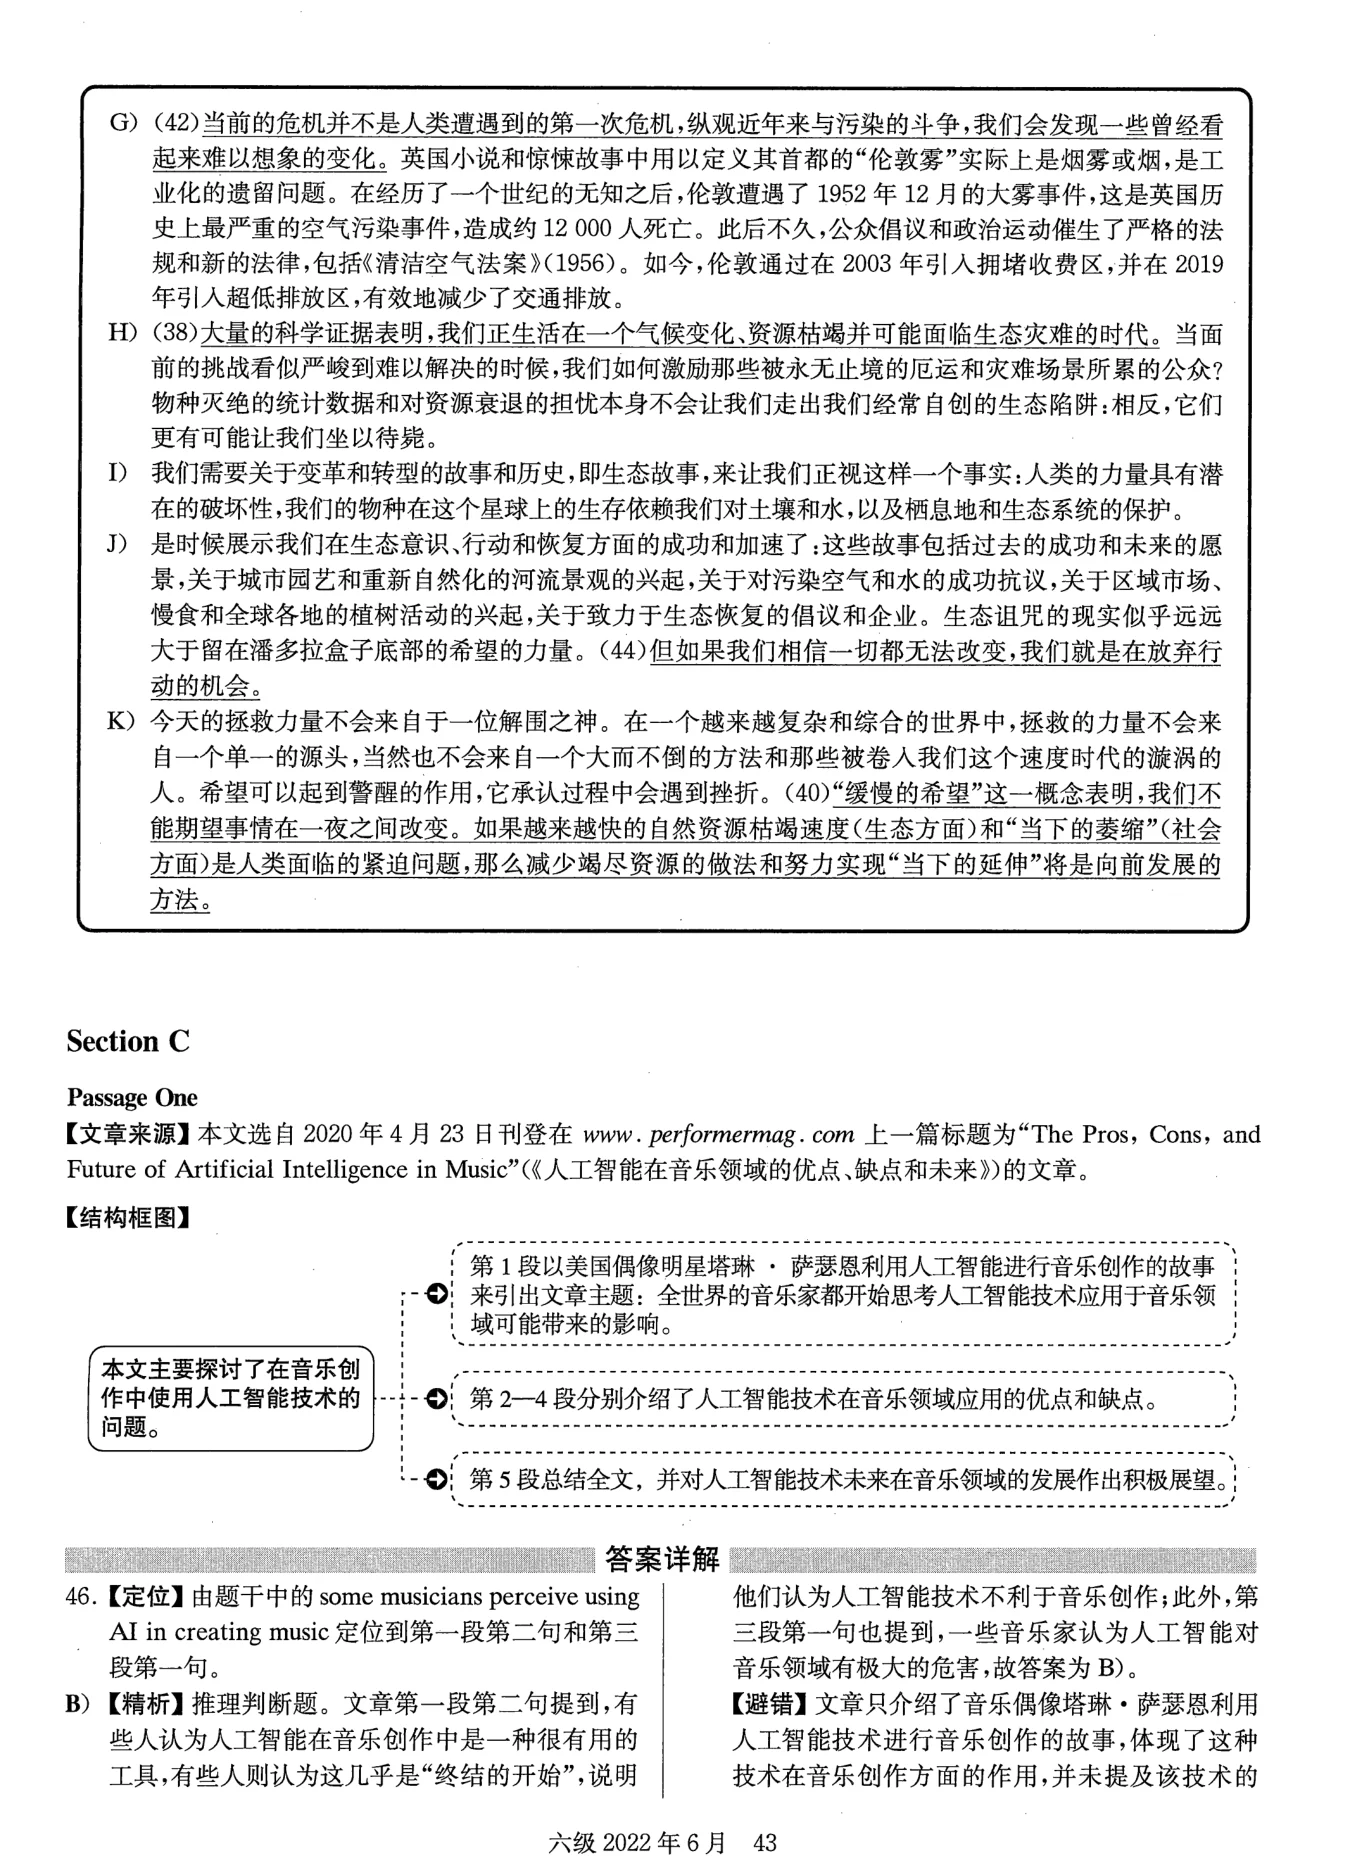 G) (42)当前的危机并不是人类遭遇到的第一次危机,纵观近年来与污染的斗争,我们会发现一些曾经看
起来难以想象的变化。英国小说和惊悚故事中用以定义其首都的“伦敦雾”实际上是烟雾或烟,是工
业化的遗留问题。在经历了一个世纪的无知之后,伦敦遭遇了 1952 年 12 月的大雾事件,这是英国历
史上最严重的空气污染事件,造成约 12 000 人死亡。此后不久,公众倡议和政治运动催生了严格的法
规和新的法律,包括《清洁空气法案》(1956)。如今,伦敦通过在 2003 年引入拥堵收费区,并在 2019
年引入超低排放区,有效地减少了交通排放。
H) (38)大量的科学证据表明,我们正生活在一个气候变化、资源枯竭并可能面临生态灾难的时代。当面
前的挑战看似严峻到难以解决的时候,我们如何激励那些被永无止境的厄运和灾难场景所累的公众?
物种灭绝的统计数据和对资源衰退的担忧本身不会让我们走出我们经常自创的生态陷阱:相反,它们
更有可能让我们坐以待毙。
I) 我们需要关于变革和转型的故事和历史,即生态故事,来让我们正视这样一个事实:人类的力量具有潜
在的破坏性,我们的物种在这个星球上的生存依赖我们对土壤和水,以及栖息地和生态系统的保护。
J) 是时候展示我们在生态意识、行动和恢复方面的成功和加速了:这些故事包括过去的成功和未来的愿
景,关于城市园艺和重新自然化的河流景观的兴起,关于对污染空气和水的成功抗议,关于区域市场、
慢食和全球各地的植树活动的兴起,关于致力于生态恢复的倡议和企业。生态诅咒的现实似乎远远
大于留在潘多拉盒子底部的希望的力量。(44)但如果我们相信一切都无法改变,我们就是在放弃行
动的机会。
K) 今天的拯救力量不会来自于一位解围之神。在一个越来越复杂和综合的世界中,拯救的力量不会来
自一个单一的源头,当然也不会来自一个大而不倒的方法和那些被卷入我们这个速度时代的漩涡的
人。希望可以起到警醒的作用,它承认过程中会遇到挫折。(40)“缓慢的希望”这一概念表明,我们不
能期望事情在一夜之间改变。如果越来越快的自然资源枯竭速度(生态方面)和“当下的萎缩”(社会
方面)是人类面临的紧迫问题,那么减少竭尽资源的做法和努力实现“当下的延伸”将是向前发展的
方法。
Section C
Passage One
【文章来源】本文选自 2020 年 4 月 23 日刊登在 www.performermag.com 上一篇标题为“The Pros, Cons, and
Future of Artificial Intelligence in Music”(《人工智能在音乐领域的优点、缺点和未来》)的文章。
【结构框图】
本文主要探讨了在音乐创
作中使用人工智能技术的
问题。
第 1 段以美国偶像明星塔琳·萨瑟恩利用人工智能进行音乐创作的故事
来引出文章主题:全世界的音乐家都开始思考人工智能技术应用于音乐领
域可能带来的影响。
第 2—4 段分别介绍了人工智能技术在音乐领域应用的优点和缺点。
第 5 段总结全文,并对人工智能技术未来在音乐领域的发展作出积极展望。
答案详解
46.【定位】由题干中的 some musicians perceive using
AI in creating music 定位到第一段第二句和第三
段第一句。
B) 【精析】推理判断题。文章第一段第二句提到,有
些人认为人工智能在音乐创作中是一种很有用的
工具,有些人则认为这几乎是“终结的开始”,说明
他们认为人工智能技术不利于音乐创作;此外,第
三段第一句也提到,一些音乐家认为人工智能对
音乐领域有极大的危害,故答案为 B)。
【避错】文章只介绍了音乐偶像塔琳·萨瑟恩利用
人工智能技术进行音乐创作的故事,体现了这种
技术在音乐创作方面的作用,并未提及该技术的
六级 2022 年 6 月 43